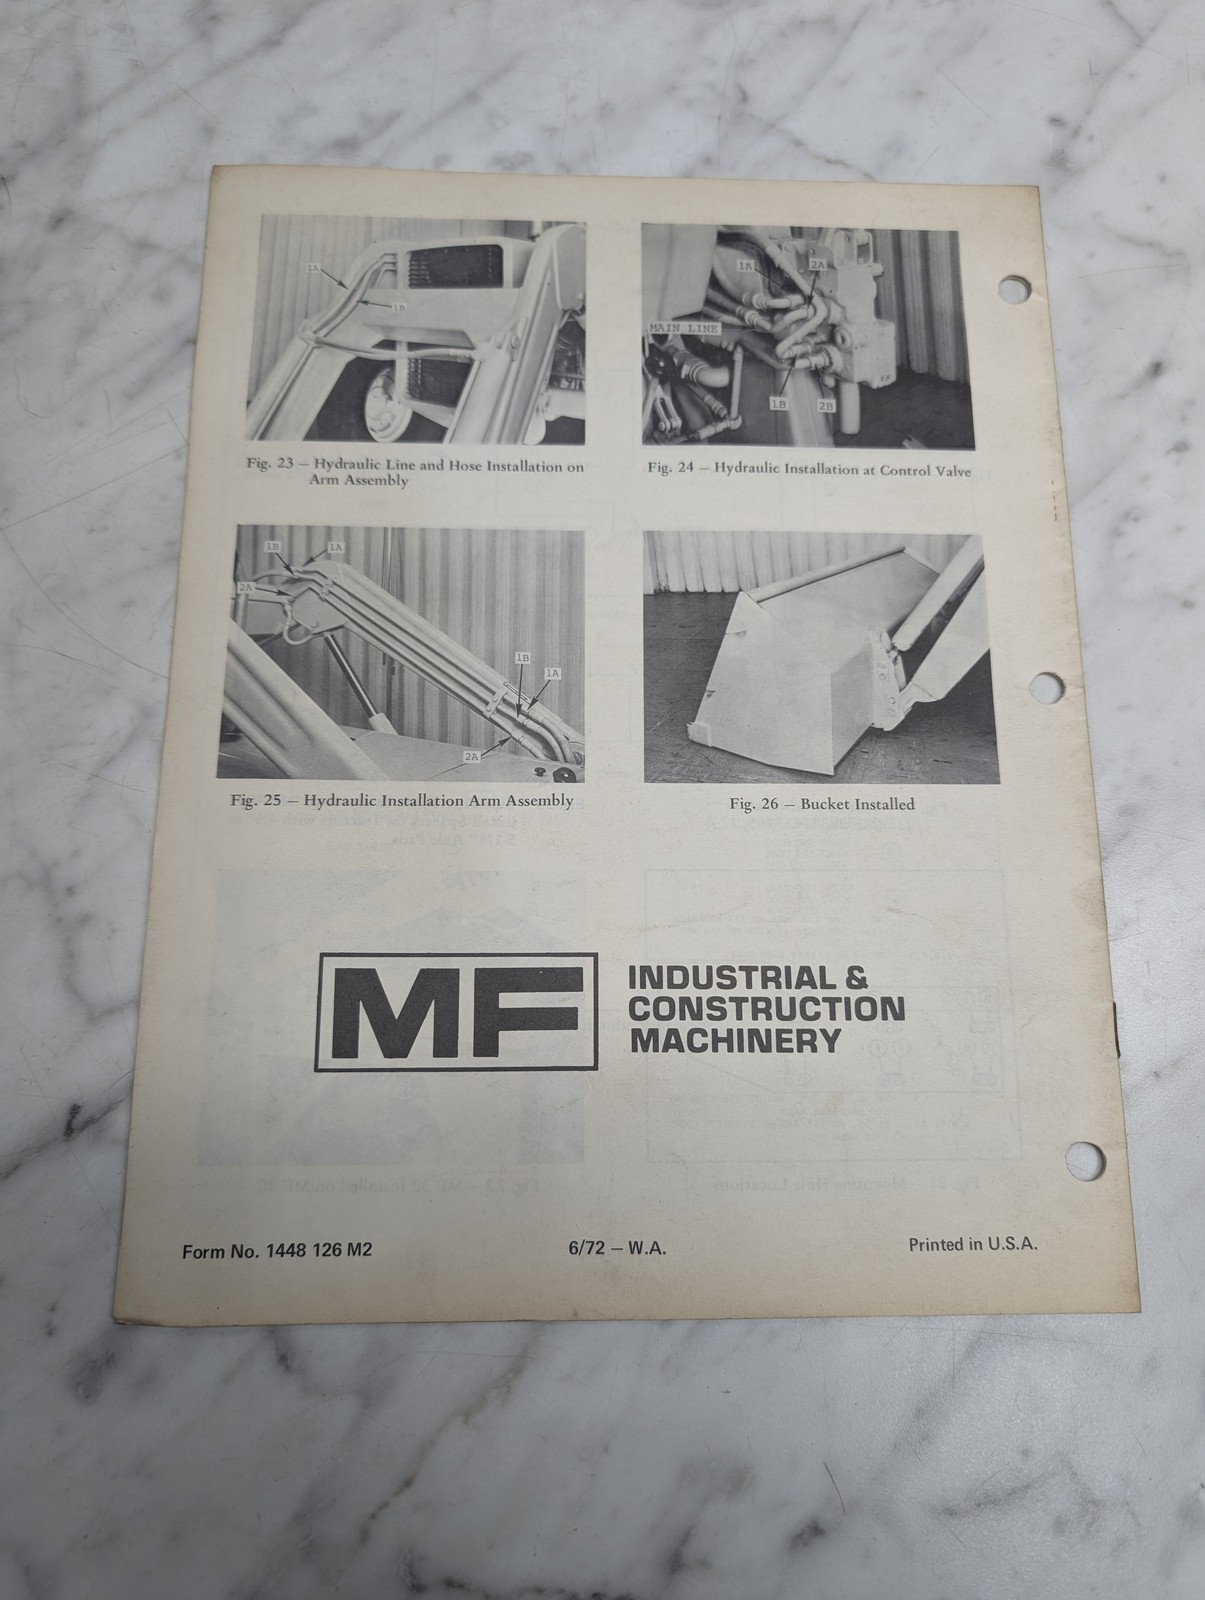 1A
1B
Fig. 23 — Hydraulic Line and Hose Installation on
Arm Assembly
1A
2A
MAIN LINE
1B
2B
Fig. 24 — Hydraulic Installation at Control Valve
1B
1A
2A
1B
1A
2A
Fig. 25 — Hydraulic Installation Arm Assembly
Fig. 26 — Bucket Installed
MF
INDUSTRIAL &
CONSTRUCTION
MACHINERY
Form No. 1448 126 M2
6/72 — W.A.
Printed in U.S.A.